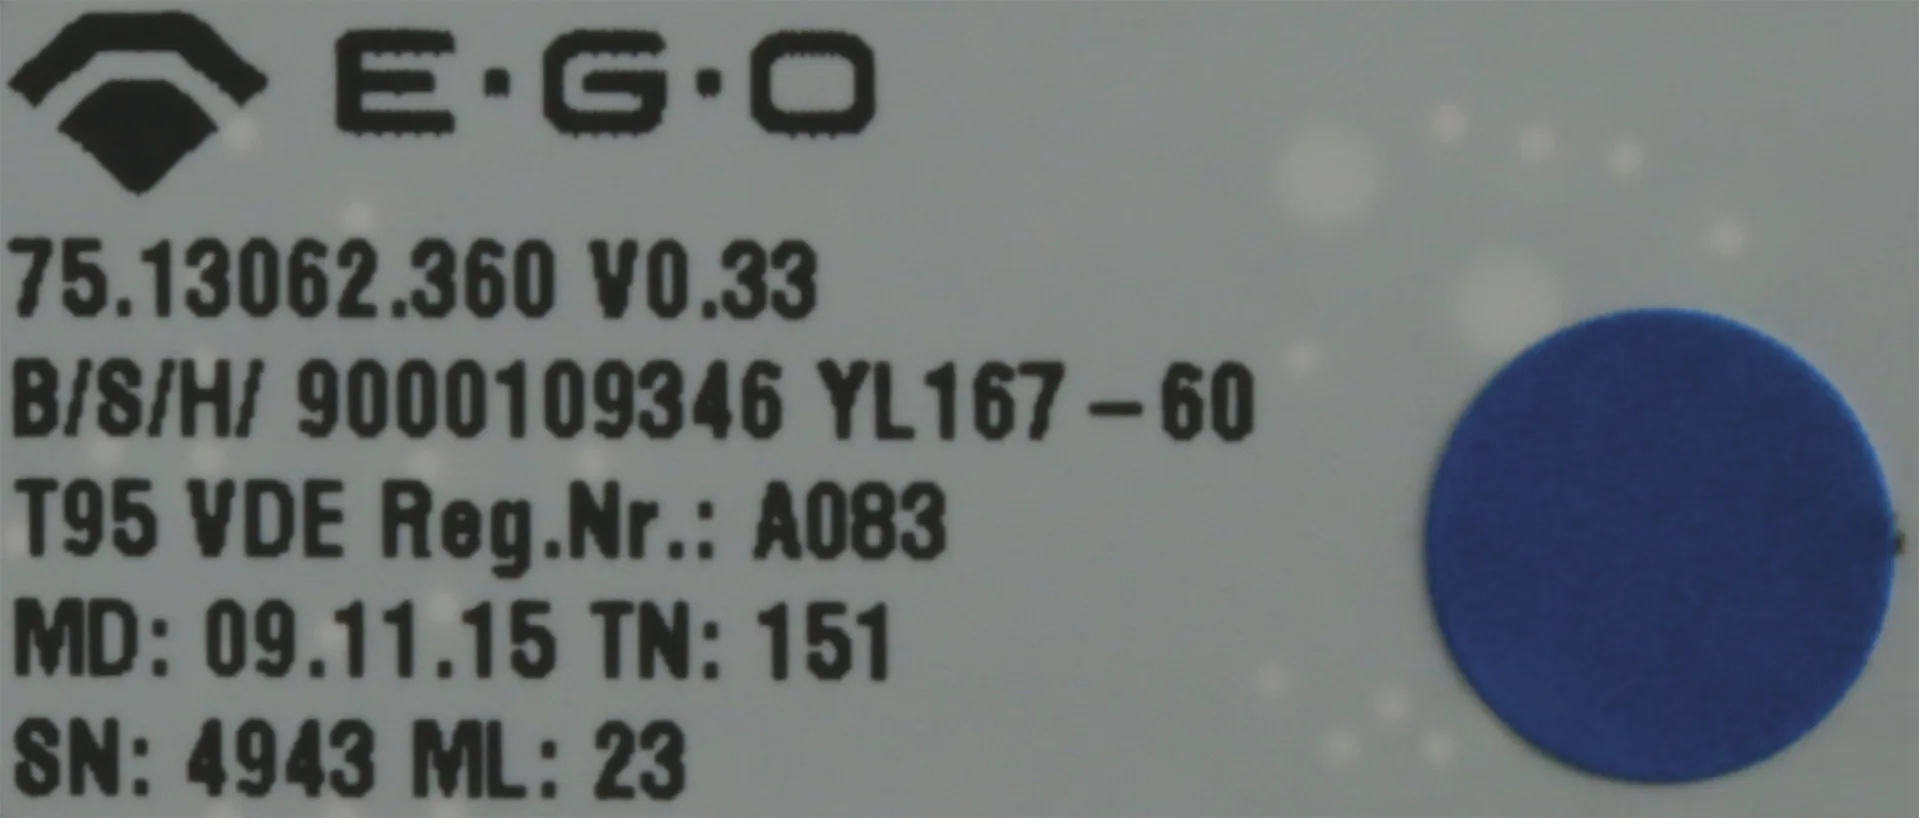 E·G·O
75.13062.360 V0.33
B/S/H/ 9000109346 YL167-60
T95 VDE Reg.Nr.: A083
MD: 09.11.15 TN: 151
SN: 4943 ML: 23